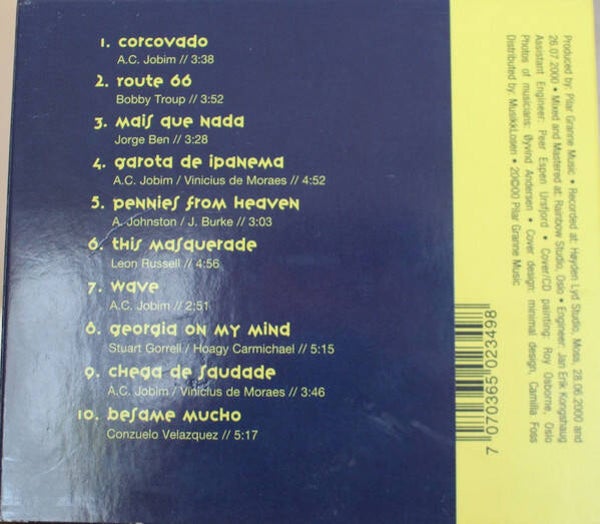 1. corcovado
A.C. Jobim // 3:38
2. route 66
Bobby Troup // 3:52
3. mais que nada
Jorge Ben // 3:28
4. garota de ipanema
A.C. Jobim / Vinicius de Moraes // 4:52
5. pennies from heaven
A. Johnston // J. Burke // 3:03
6. this masquerade
Leon Russell // 4:56
7. wave
A.C. Jobim // 2:51
8. georgia on my mind
Stuart Gorrell / Hoagy Carmichael // 5:15
9. chega de saudade
A.C. Jobim / Vinicius de Moraes // 3:46
10. besame mucho
Conzuelo Velazquez // 5:17
Produced by: Pilar Granne Music • Recorded at: Høyden Lyd Studio, Moss, 28.06.2000 and
26.07.2000 • Mixed and Mastered at: Rainbow Studio, Oslo • Engineer: Jan Erik Kongshaug
Assistant Engineer: Peer Espen Ursfjord • Cover/CD painting: Roy Osborne, Oslo
Photos of musicians: Øyvind Andersen • Cover design: minimal design, Camilla Foss
Distributed by: MusikkLosen • 20©00 Pilar Granne Music
7 070365 023498